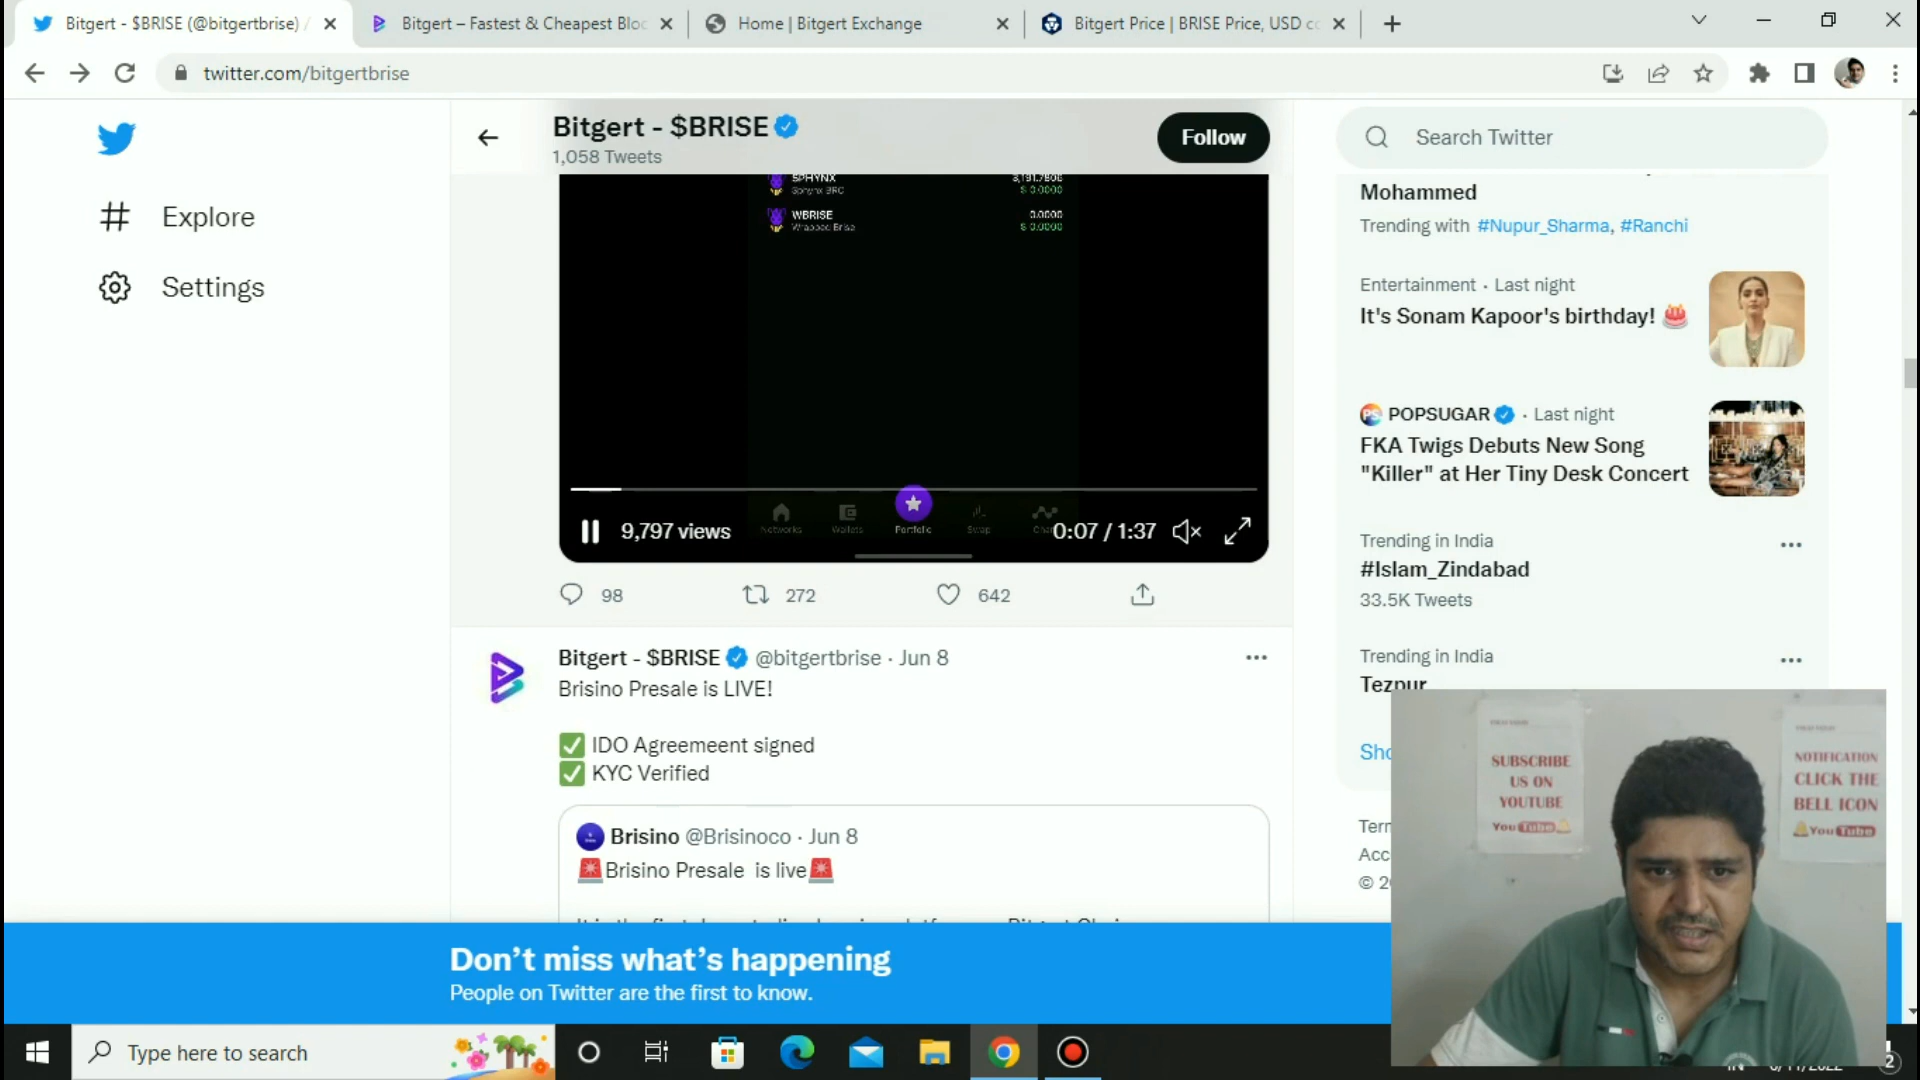 Bitgert - $BRISE (@bitgertbrise) /
Bitgert – Fastest & Cheapest Bloc
Home | Bitgert Exchange
Bitgert Price | BRISE Price, USD co
twitter.com/bitgertbrise
Bitgert - $BRISE
1,058 Tweets
Follow
Search Twitter
Explore
Settings
SPHYNX
Sphynx BRC
$ 0.0000
WBRISE
0.0000
Wrapped Brise
$ 0.0000
Networks
Wallets
Portfolio
Swap
9,797 views
0:07 / 1:37
98
272
642
Bitgert - $BRISE @bitgertbrise · Jun 8
Brisino Presale is LIVE!
✅ IDO Agreemeent signed
✅ KYC Verified
Brisino @Brisinoco · Jun 8
🚨Brisino Presale is live🚨
Mohammed
Trending with #Nupur_Sharma, #Ranchi
Entertainment · Last night
It's Sonam Kapoor's birthday! 🎂
POPSUGAR · Last night
FKA Twigs Debuts New Song
"Killer" at Her Tiny Desk Concert
Trending in India
#Islam_Zindabad
33.5K Tweets
Trending in India
Tezpur
SUBSCRIBE
US ON
YOUTUBE
YouTube
NOTIFICATION
CLICK THE
BELL ICON
YouTube
Don't miss what's happening
People on Twitter are the first to know.
Type here to search
2